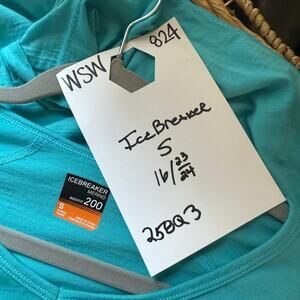 WSW
824
IceBreaker
S
16/23/24
25BQ3
ICEBREAKER
MERINO
200
S